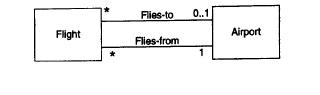 * Flies-to 0..1
Flight Airport
Flies-from
* 1